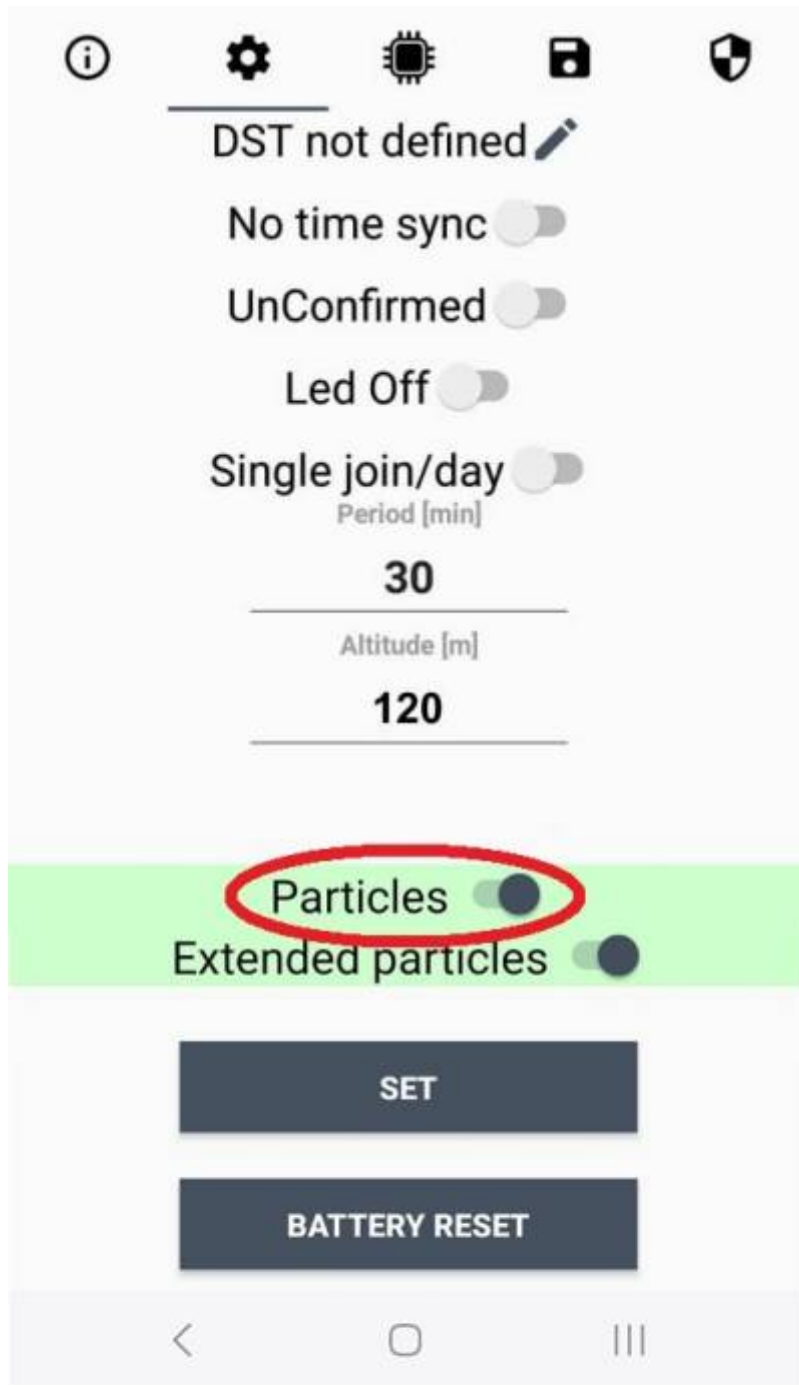 DST not defined
No time sync
UnConfirmed
Led Off
Single join/day
Period [min]
30
Altitude [m]
120
Particles
Extended particles
SET
BATTERY RESET